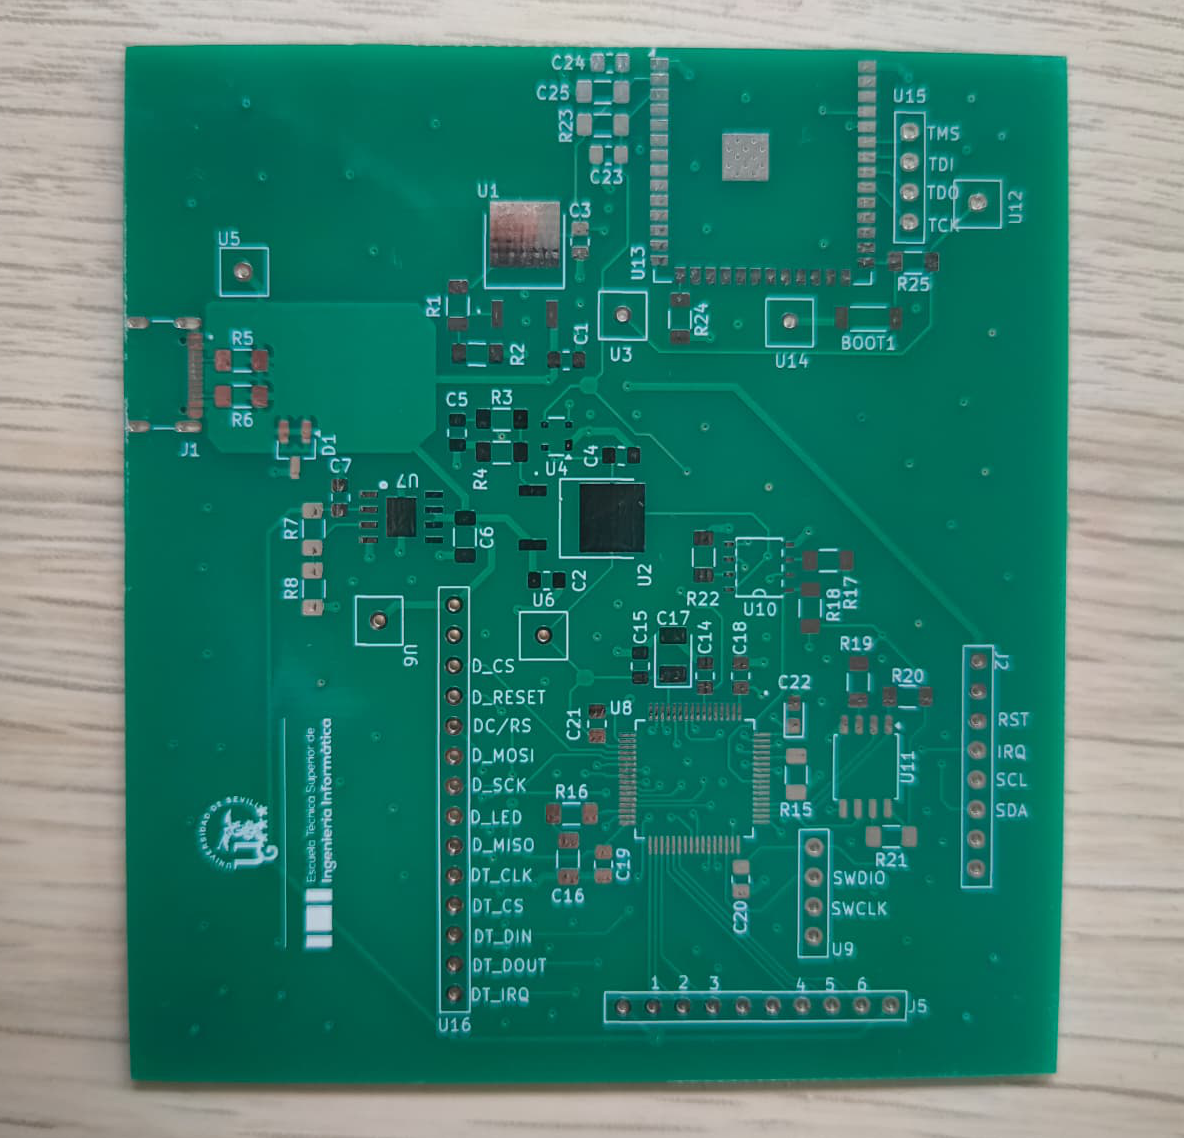 C24
C25
U15
R23
TMS
TDI
C23
TDO
U1
TCK
U12
C3
U5
U13
R25
R1
R24
C1
BOOT1
R5
R2
U3
U14
R6
C5
R3
J1
D1
U4
C4
C7
R4
U7
R7
C6
U2
R8
C2
R22
U10
R18
R17
U6
U6
C15
C17
C14
C18
R19
J2
D_CS
R20
D_RESET
C22
U8
RST
DC/RS
C21
IRQ
D_MOSI
U11
SCL
D_SCK
R16
R15
SDA
D_LED
D_MISO
C19
R21
DT_CLK
C16
SWDIO
DT_CS
C20
SWCLK
DT_DIN
U9
DT_DOUT
1 2 3 4 5 6
DT_IRQ
J5
U16
UNIVERSIDAD DE SEVILLA
Escuela Técnica Superior de
Ingeniería Informática